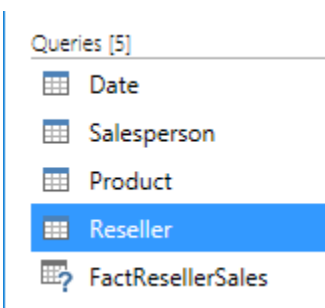 Queries [5]
Date
Salesperson
Product
Reseller
FactResellerSales